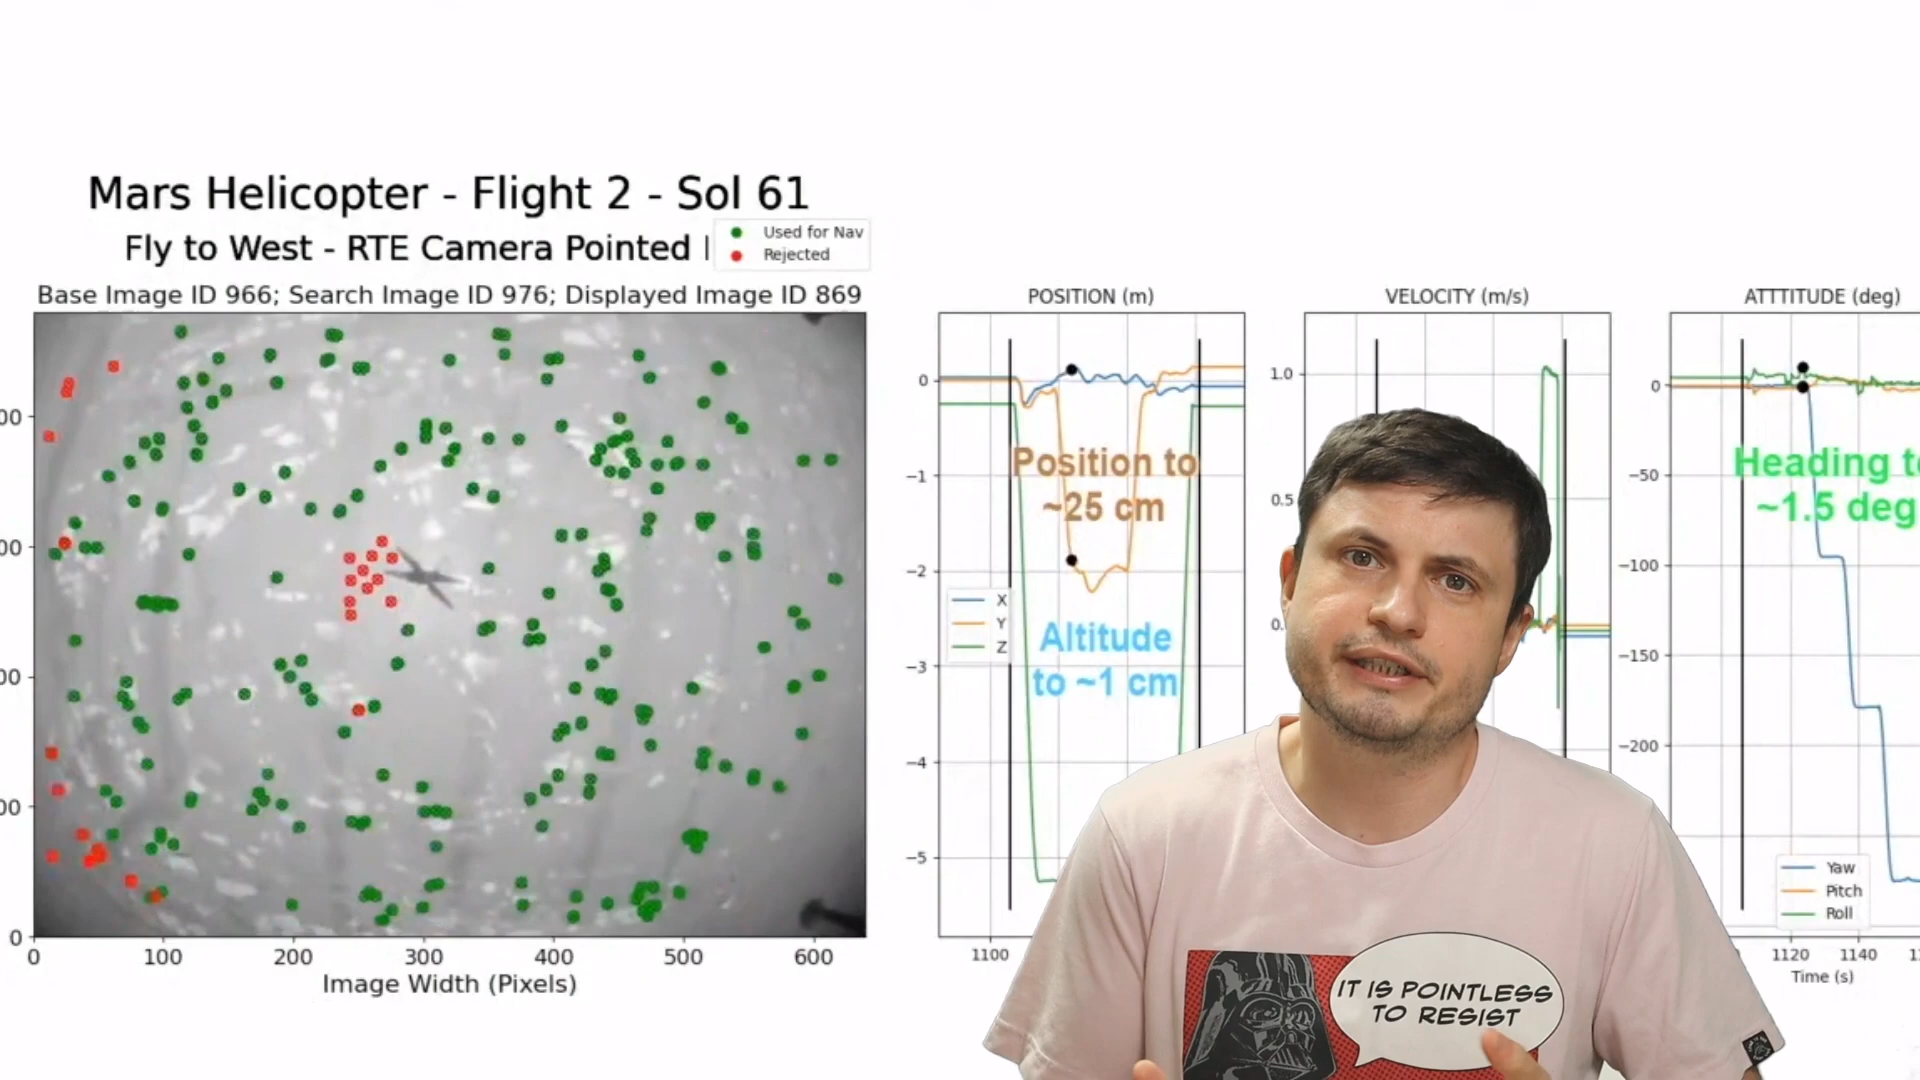 Mars Helicopter - Flight 2 - Sol 61
Fly to West - RTE Camera Pointed
Used for Nav
Rejected
Base Image ID 966; Search Image ID 976; Displayed Image ID 869
0
0 100 200 300 400 500 600
Image Width (Pixels)
POSITION (m)
0
−1
−2
−3
−4
−5
Position to
~25 cm
Altitude
to ~1 cm
X
Y
Z
1100
VELOCITY (m/s)
1.0
0.5
ATTTITUDE (deg)
0
−50
−100
−150
−200
Heading
~1.5 deg
Yaw
Pitch
Roll
1120 1140
Time (s)
IT IS POINTLESS
TO RESIST